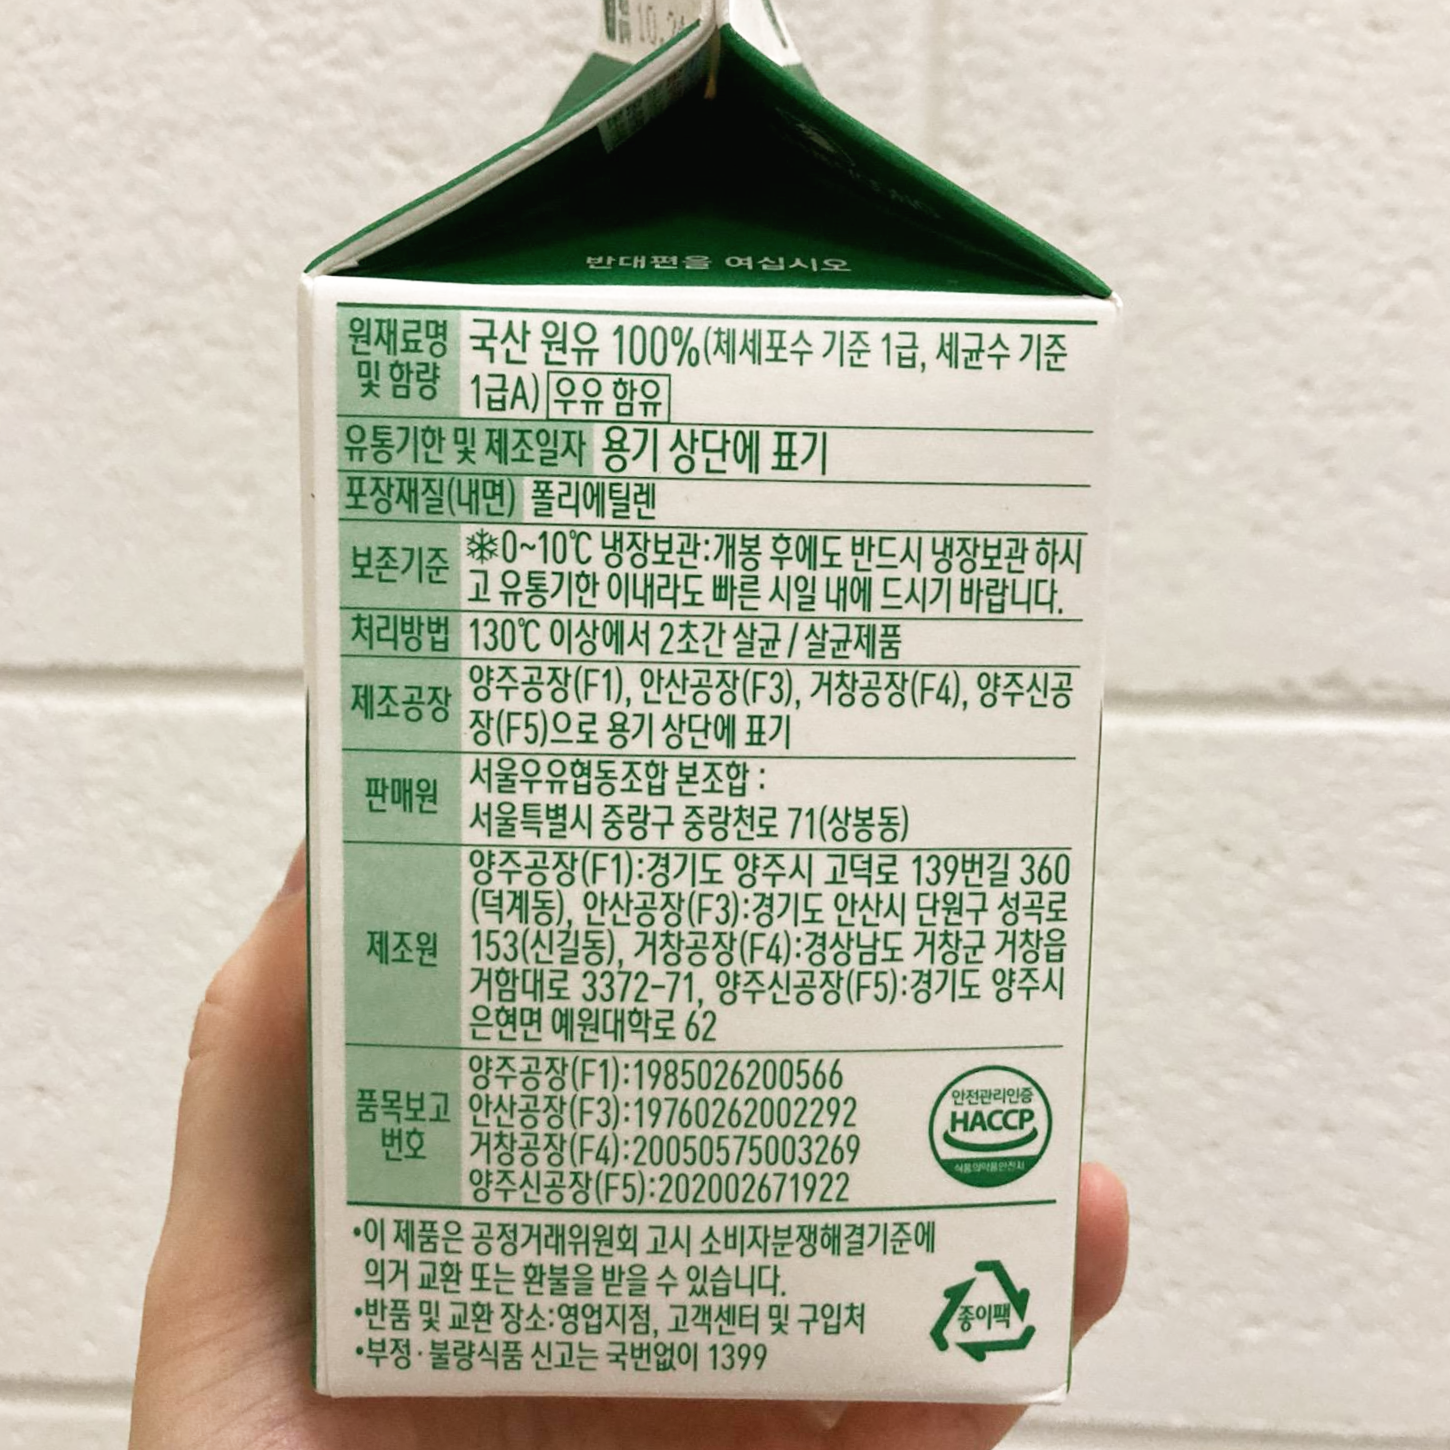 반대편을 여십시오
원재료명 및 함량
국산 원유 100%(체세포수 기준 1급, 세균수 기준
1급A) 우유 함유
유통기한 및 제조일자 용기 상단에 표기
포장재질(내면) 폴리에틸렌
보존기준
❄0~10℃ 냉장보관:개봉 후에도 반드시 냉장보관 하시
고 유통기한 이내라도 빠른 시일 내에 드시기 바랍니다.
처리방법 130℃ 이상에서 2초간 살균 / 살균제품
제조공장
양주공장(F1), 안산공장(F3), 거창공장(F4), 양주신공
장(F5)으로 용기 상단에 표기
판매원
서울우유협동조합 본조합 :
서울특별시 중랑구 중랑천로 71(상봉동)
제조원
양주공장(F1):경기도 양주시 고덕로 139번길 360
(덕계동), 안산공장(F3):경기도 안산시 단원구 성곡로
153(신길동), 거창공장(F4):경상남도 거창군 거창읍
거함대로 3372-71, 양주신공장(F5):경기도 양주시
은현면 예원대학로 62
품목보고
번호
양주공장(F1):1985026200566
안산공장(F3):19760262002292
거창공장(F4):20050575003269
양주신공장(F5):202002671922
안전관리인증
HACCP
식품의약품안전처
•이 제품은 공정거래위원회 고시 소비자분쟁해결기준에
의거 교환 또는 환불을 받을 수 있습니다.
•반품 및 교환 장소:영업지점, 고객센터 및 구입처
•부정·불량식품 신고는 국번없이 1399
종이팩